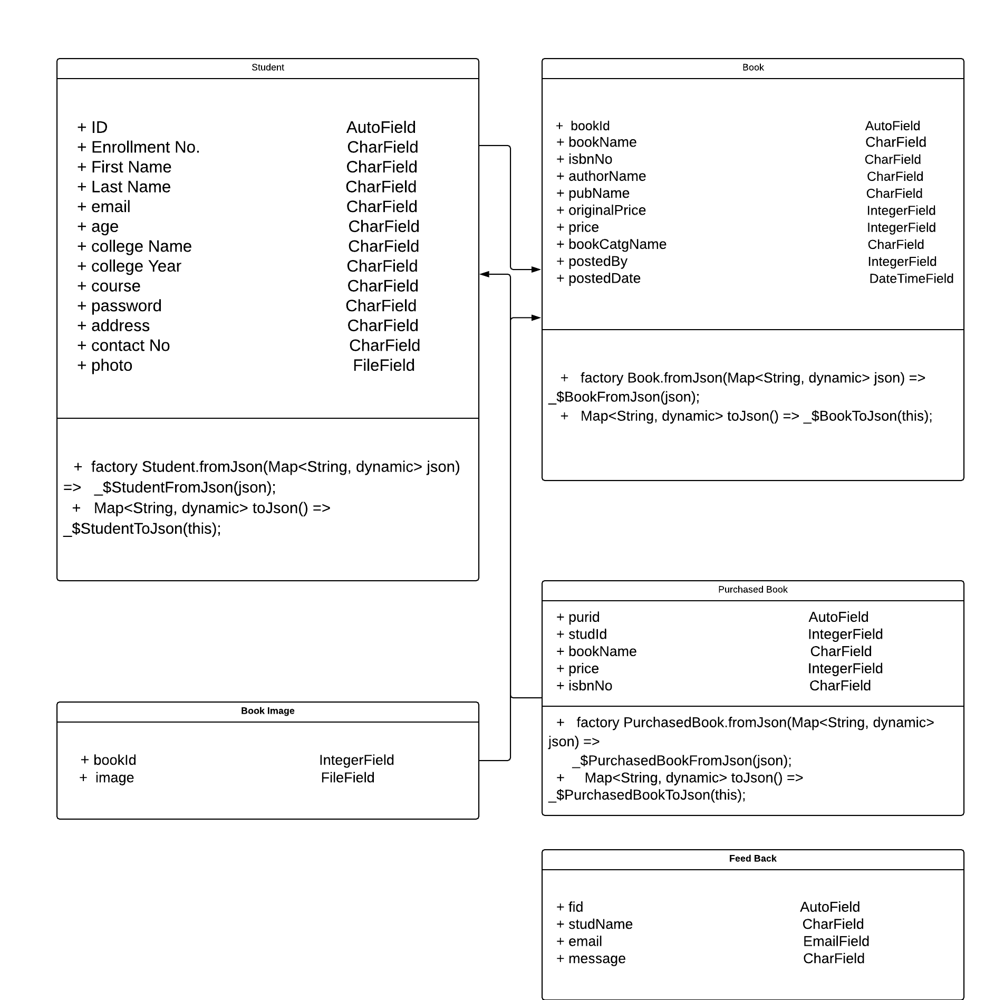 Student
+ ID AutoField
+ Enrollment No. CharField
+ First Name CharField
+ Last Name CharField
+ email CharField
+ age CharField
+ college Name CharField
+ college Year CharField
+ course CharField
+ password CharField
+ address CharField
+ contact No CharField
+ photo FileField
+ factory Student.fromJson(Map<String, dynamic> json)
=> _$StudentFromJson(json);
+ Map<String, dynamic> toJson() =>
_$StudentToJson(this);
Book
+ bookId AutoField
+ bookName CharField
+ isbnNo CharField
+ authorName CharField
+ pubName CharField
+ originalPrice IntegerField
+ price IntegerField
+ bookCatgName CharField
+ postedBy IntegerField
+ postedDate DateTimeField
+ factory Book.fromJson(Map<String, dynamic> json) =>
_$BookFromJson(json);
+ Map<String, dynamic> toJson() => _$BookToJson(this);
Purchased Book
+ purid AutoField
+ studId IntegerField
+ bookName CharField
+ price IntegerField
+ isbnNo CharField
+ factory PurchasedBook.fromJson(Map<String, dynamic>
json) =>
_$PurchasedBookFromJson(json);
+ Map<String, dynamic> toJson() =>
_$PurchasedBookToJson(this);
Book Image
+ bookId IntegerField
+ image FileField
Feed Back
+ fid AutoField
+ studName CharField
+ email EmailField
+ message CharField